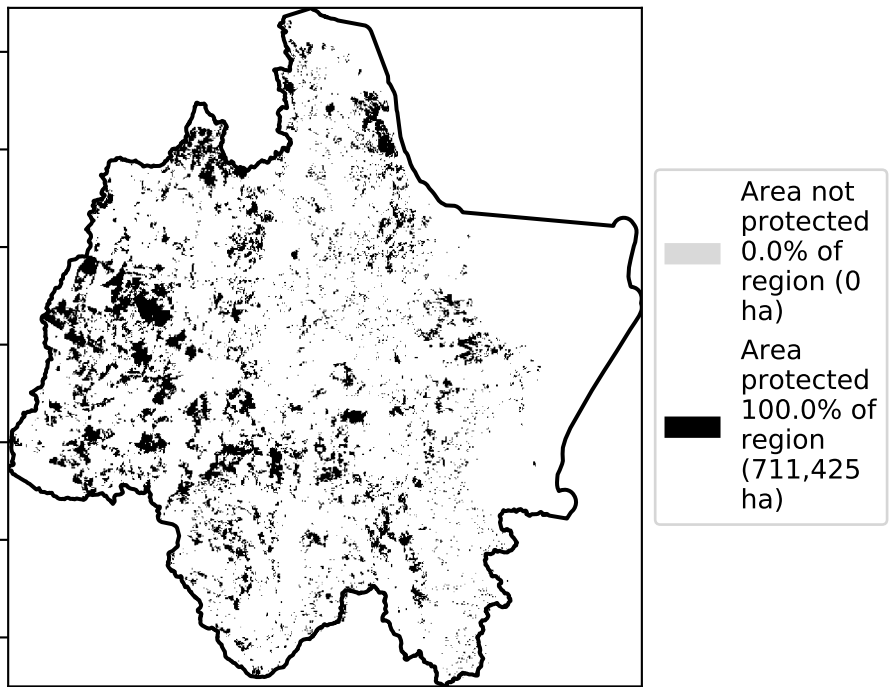 Area not
protected
0.0% of
region (0
ha)
Area
protected
100.0% of
region
(711,425
ha)